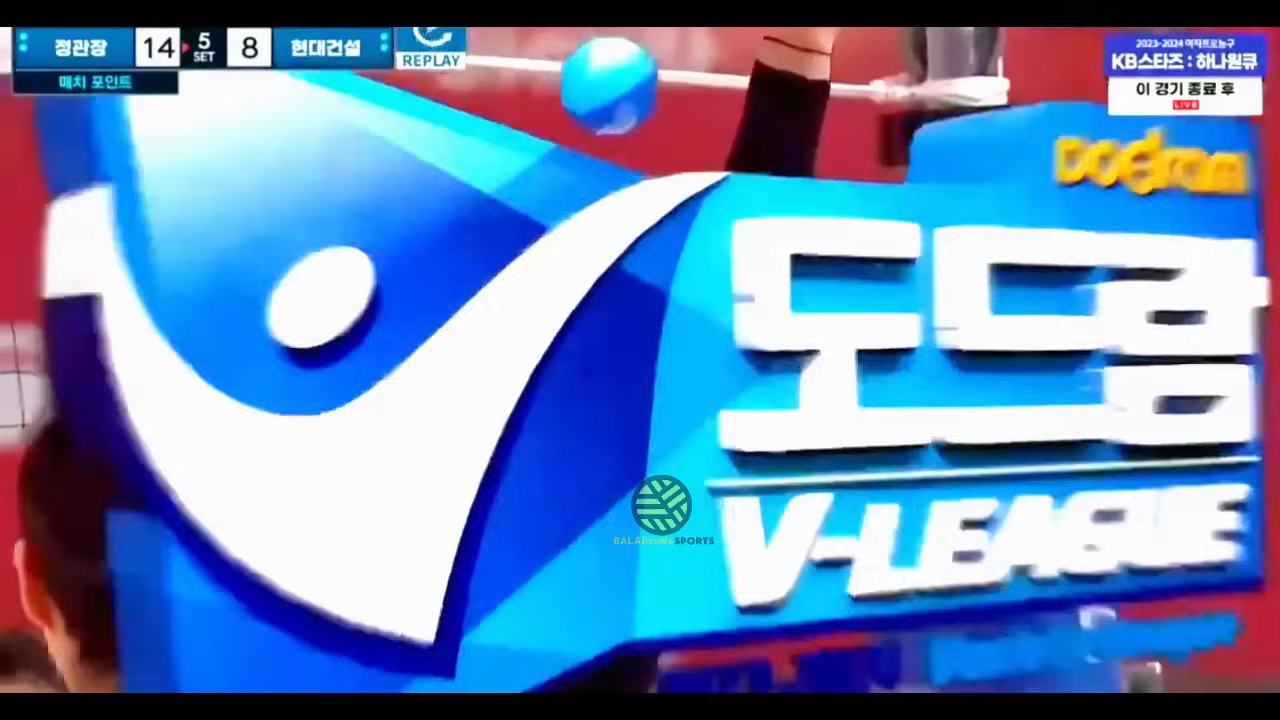 정관장 14 5 8 현대건설
SET
REPLAY
매치 포인트
2023-2024 여자프로농구
KB스타즈 : 하나원큐
이 경기 종료 후
LIVE
Dodram
도드람
V-LEAGUE
SPORTS